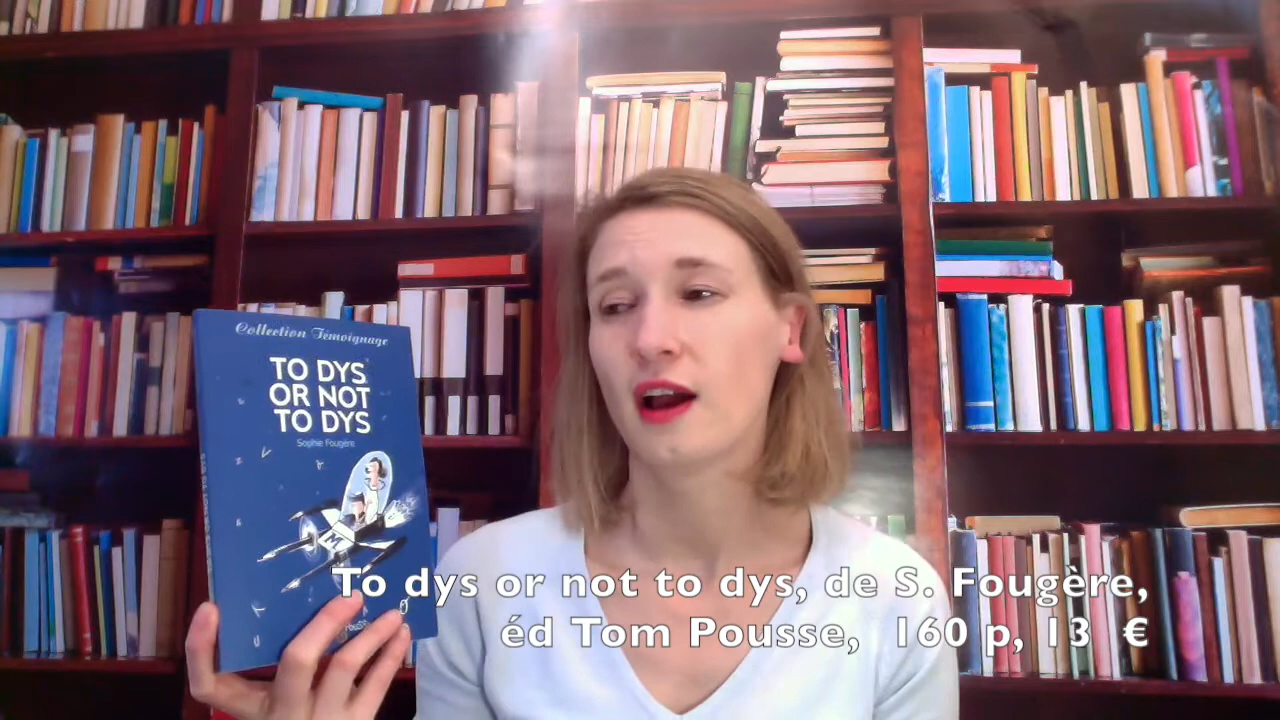 Collection Témoignage
TO DYS
OR NOT
TO DYS
Sophie Fougère
To dys or not to dys, de S. Fougère,
éd Tom Pousse, 160 p, 13 €